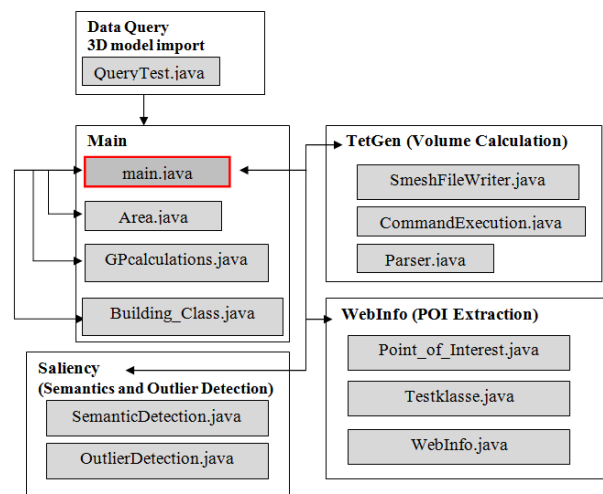 Data Query
3D model import
QueryTest.java
Main
main.java
Area.java
GPcalculations.java
Building_Class.java
TetGen (Volume Calculation)
SmeshFileWriter.java
CommandExecution.java
Parser.java
WebInfo (POI Extraction)
Point_of_Interest.java
Testklasse.java
WebInfo.java
Saliency
(Semantics and Outlier Detection)
SemanticDetection.java
OutlierDetection.java